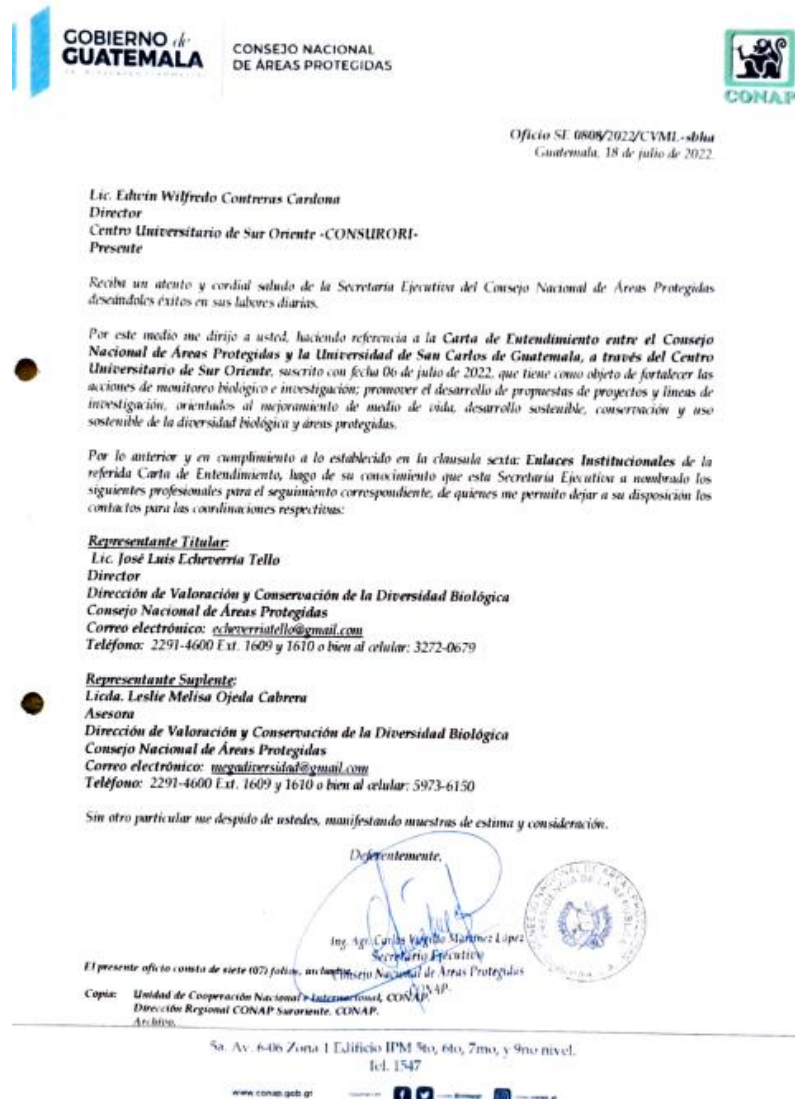 GOBIERNO de
GUATEMALA
CONSEJO NACIONAL
DE ÁREAS PROTEGIDAS
CONAP
Oficio SE 0808/2022/CVML-sbha
Guatemala, 18 de julio de 2022.
Lic. Edwin Wilfredo Contreras Cardona
Director
Centro Universitario de Sur Oriente -CONSURORI-
Presente
Reciba un atento y cordial saludo de la Secretaría Ejecutiva del Consejo Nacional de Áreas Protegidas
deseándoles éxitos en sus labores diarias.
Por este medio me dirijo a usted, haciendo referencia a la Carta de Entendimiento entre el Consejo
Nacional de Áreas Protegidas y la Universidad de San Carlos de Guatemala, a través del Centro
Universitario de Sur Oriente, suscrito con fecha 06 de julio de 2022, que tiene como objeto de fortalecer las
acciones de monitoreo biológico e investigación; promover el desarrollo de propuestas de proyectos y líneas de
investigación, orientados al mejoramiento de medio de vida, desarrollo sostenible, conservación y uso
sostenible de la diversidad biológica y áreas protegidas.
Por lo anterior y en cumplimiento a lo establecido en la clausula sexta: Enlaces Institucionales de la
referida Carta de Entendimiento, hago de su conocimiento que esta Secretaría Ejecutiva a nombrado los
siguientes profesionales para el seguimiento correspondiente, de quienes me permito dejar a su disposición los
contactos para las coordinaciones respectivas:
Representante Titular:
Lic. José Luis Echeverría Tello
Director
Dirección de Valoración y Conservación de la Diversidad Biológica
Consejo Nacional de Áreas Protegidas
Correo electrónico: echeverriatello@gmail.com
Teléfono: 2291-4600 Ext. 1609 y 1610 o bien al celular: 3272-0679
Representante Suplente:
Licda. Leslie Melisa Ojeda Cabrera
Asesora
Dirección de Valoración y Conservación de la Diversidad Biológica
Consejo Nacional de Áreas Protegidas
Correo electrónico: megadiversidad@gmail.com
Teléfono: 2291-4600 Ext. 1609 y 1610 o bien al celular: 5973-6150
Sin otro particular me despido de ustedes, manifestando muestras de estima y consideración.
Deferentemente,
Ing. Agr. Carlos Virgilio Martínez López
Secretario Ejecutivo
Consejo Nacional de Áreas Protegidas
-CONAP-
El presente oficio consta de siete (07) folios,
Copia: Unidad de Cooperación Nacional e Internacional, CONAP.
Dirección Regional CONAP Suroriente. CONAP.
Archivo.
5a. Av. 6-06 Zona 1 Edificio IPM 5to, 6to, 7mo, y 9no nivel.
Tel. 1547
www.conap.gob.gt